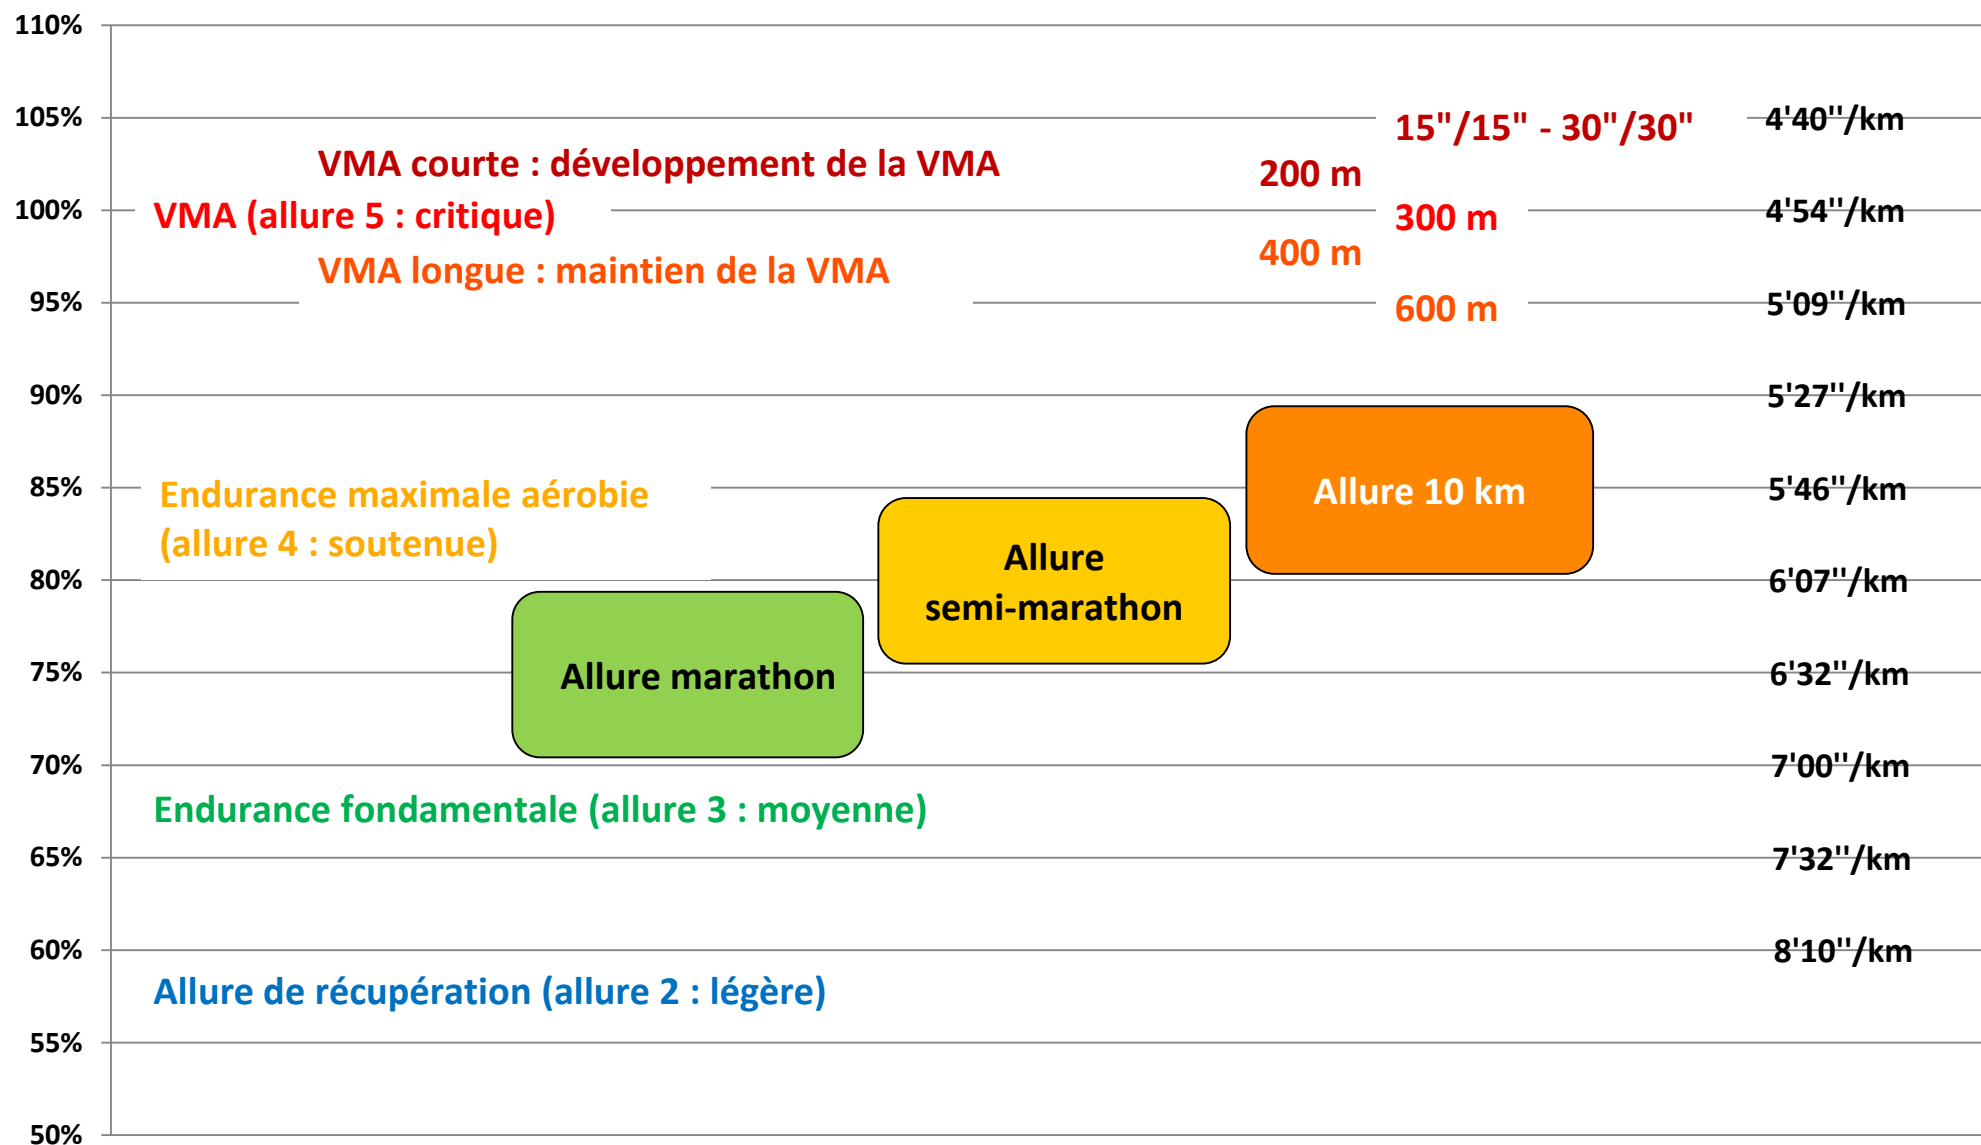 110%
105%
15"/15" - 30"/30"
4'40''/km
VMA courte : développement de la VMA
200 m
100%
VMA (allure 5 : critique)
300 m
4'54''/km
400 m
VMA longue : maintien de la VMA
95%
600 m
5'09''/km
90%
5'27''/km
85%
Endurance maximale aérobie
(allure 4 : soutenue)
Allure 10 km
5'46''/km
Allure
semi-marathon
80%
6'07''/km
75%
Allure marathon
6'32''/km
70%
7'00''/km
Endurance fondamentale (allure 3 : moyenne)
65%
7'32''/km
60%
8'10''/km
Allure de récupération (allure 2 : légère)
55%
50%